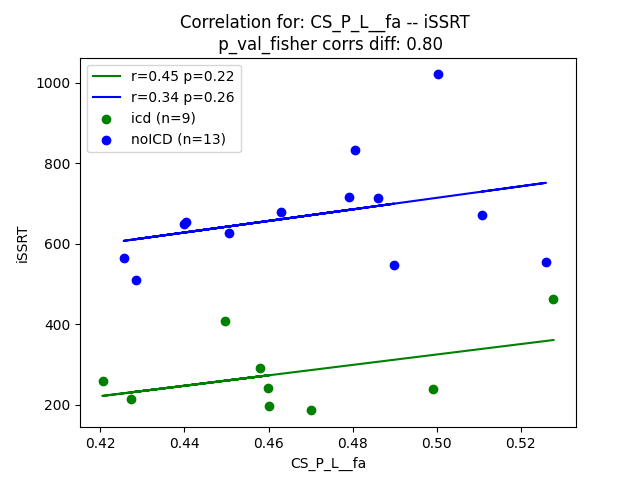 Correlation for: CS_P_L__fa -- iSSRT
p_val_fisher corrs diff: 0.80
r=0.45 p=0.22
r=0.34 p=0.26
icd (n=9)
noICD (n=13)
1000
800
600
400
200
iSSRT
0.42 0.44 0.46 0.48 0.50 0.52
CS_P_L__fa